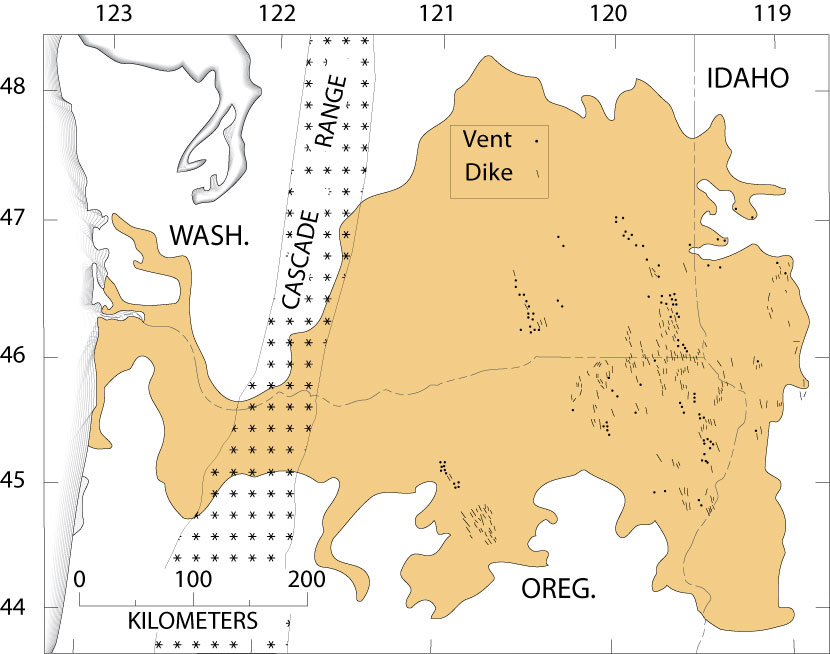 123 122 121 120 119
48
IDAHO
RANGE
Vent
Dike
47
WASH.
CASCADE
46
45
0 100 200
KILOMETERS
OREG.
44